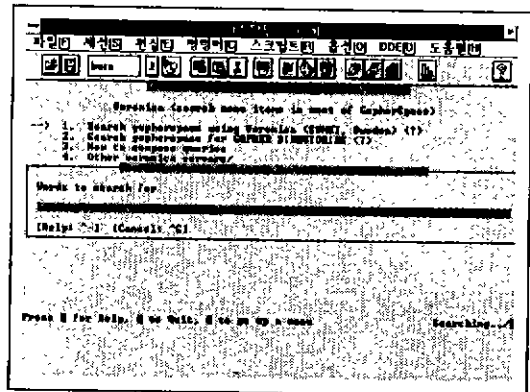 파일[F] 세션[S] 편집[E] 명령어[C] 스크립트[R] 옵션[O] DDE[U] 도움말[H]
Veronica (search menu items in most of GopherSpace)
--> 1. Search gopherspace using Veronica (SUNET, Sweden) <?>
2. Search gopherspace for GOPHER DIRECTORIES <?>
3. How to compose queries
4. Other veronica servers/
Words to search for
[Help: ^-] [Cancel: ^G]
Press ? for Help, q to Quit, u to go up a menu Searching../